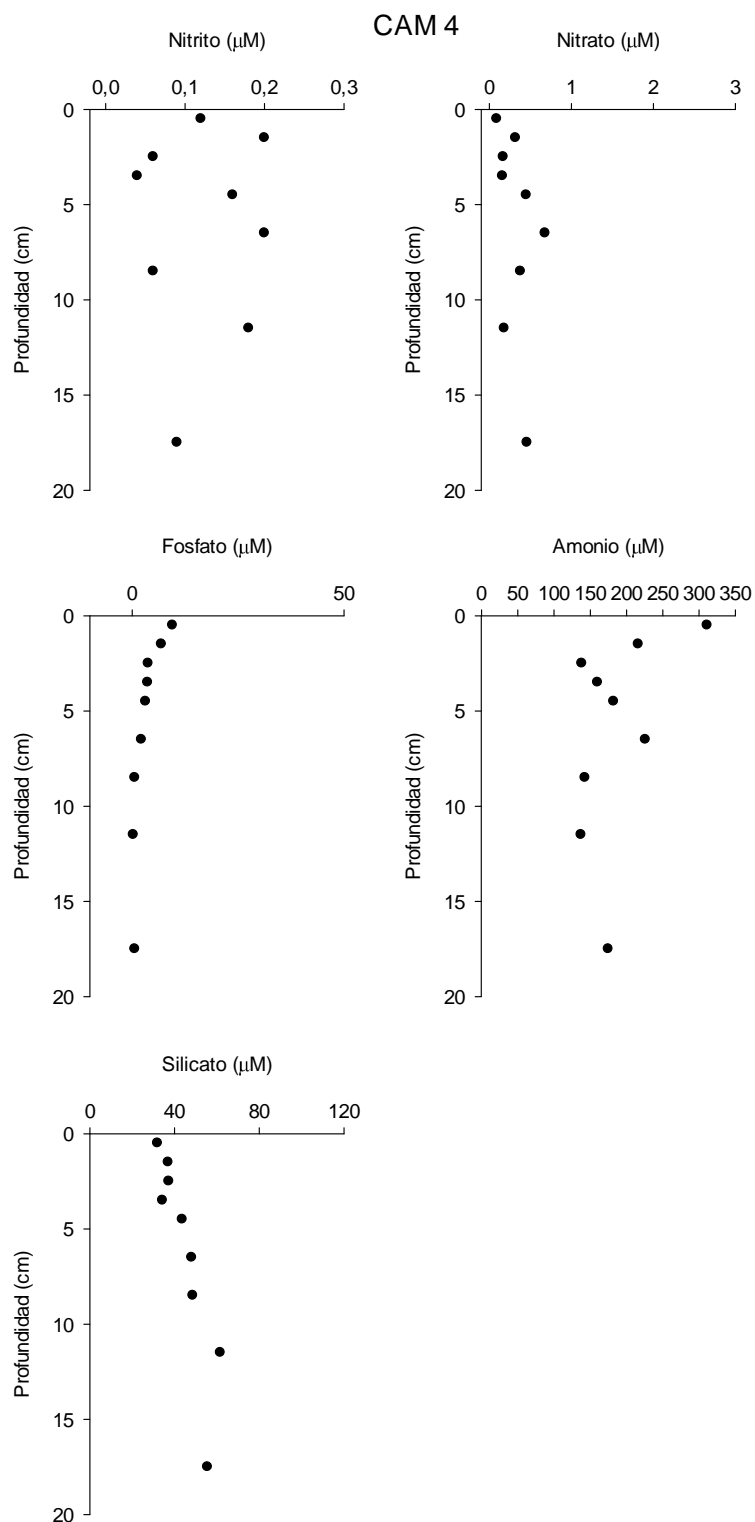 CAM 4
Nitrito (μM)
0,0 0,1 0,2 0,3
0
5
10
15
20
Profundidad (cm)
Nitrato (μM)
0 1 2 3
0
5
10
15
20
Profundidad (cm)
Fosfato (μM)
0 50
0
5
10
15
20
Profundidad (cm)
Amonio (μM)
0 50 100 150 200 250 300 350
0
5
10
15
20
Profundidad (cm)
Silicato (μM)
0 40 80 120
0
5
10
15
20
Profundidad (cm)